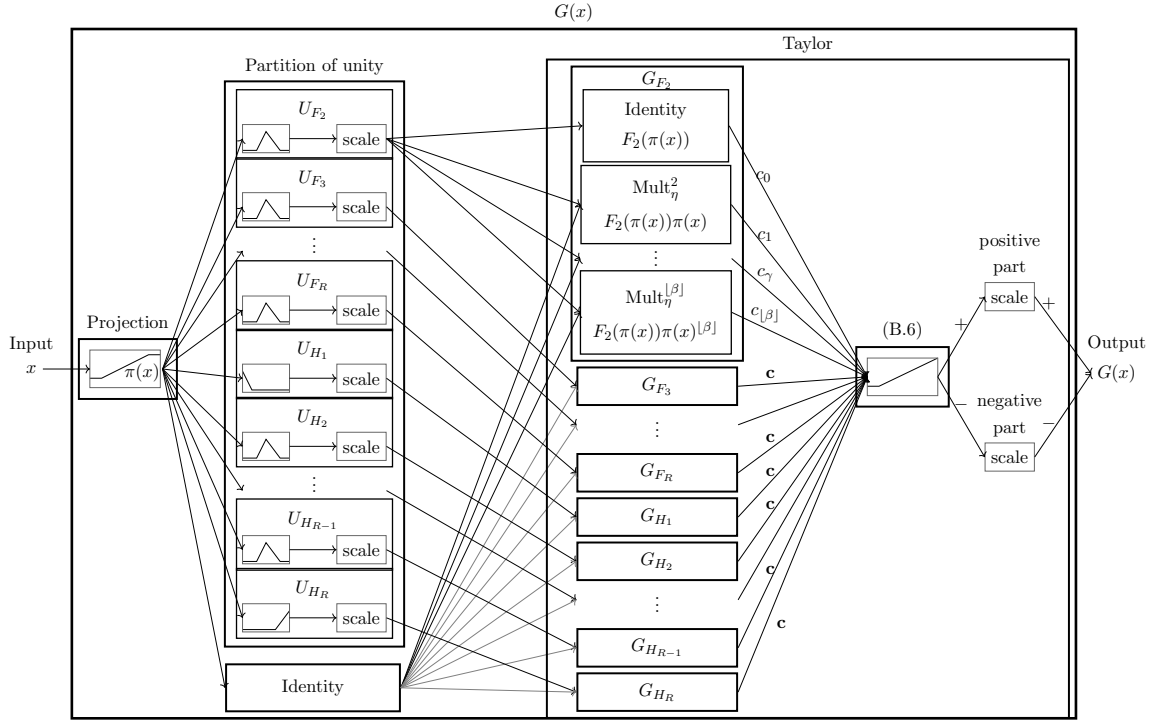 G(x)
Taylor
Partition of unity
U_{F_2}
scale
U_{F_3}
scale
⋮
U_{F_R}
scale
U_{H_1}
scale
U_{H_2}
scale
⋮
U_{H_{R-1}}
scale
U_{H_R}
scale
Identity
Projection
π(x)
Input
x
G_{F_2}
Identity
F_2(π(x))
Mult_η^2
F_2(π(x))π(x)
⋮
Mult_η^{⌊β⌋}
F_2(π(x))π(x)^{⌊β⌋}
G_{F_3}
⋮
G_{F_R}
G_{H_1}
G_{H_2}
⋮
G_{H_{R-1}}
G_{H_R}
c_0
c_1
c_γ
c_{⌊β⌋}
c
c
c
c
c
c
(B.6)
+
−
positive
part
scale
+
negative
part
scale
−
Output
G(x)